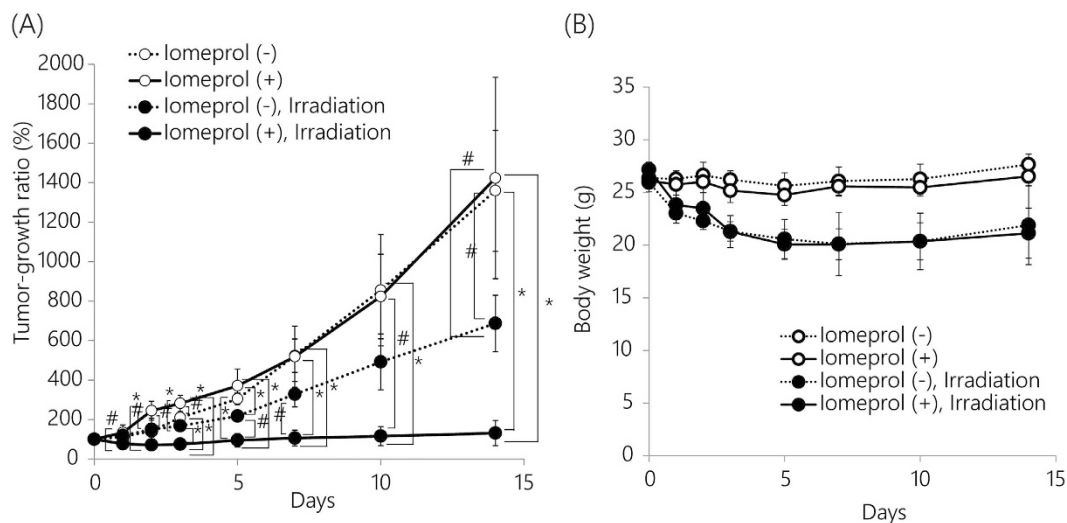 (A)
Iomeprol (-)
Iomeprol (+)
Iomeprol (-), Irradiation
Iomeprol (+), Irradiation
Tumor-growth ratio (%)
2000
1800
1600
1400
1200
1000
800
600
400
200
0
# # * *
# * * * * *
* # * * # # * *
* * * # #
0 5 10 15
Days
(B)
Body weight (g)
35
30
25
20
15
10
5
0
Iomeprol (-)
Iomeprol (+)
Iomeprol (-), Irradiation
Iomeprol (+), Irradiation
0 5 10 15
Days